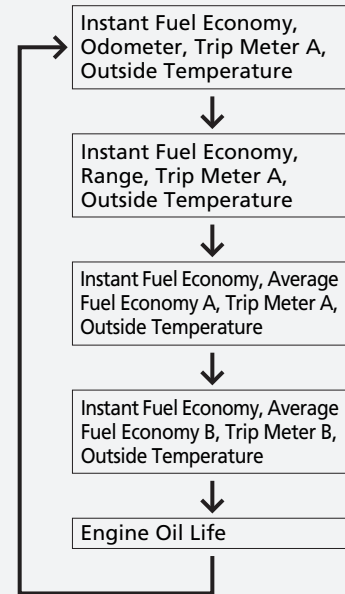 Instant Fuel Economy,
Odometer, Trip Meter A,
Outside Temperature
Instant Fuel Economy,
Range, Trip Meter A,
Outside Temperature
Instant Fuel Economy, Average
Fuel Economy A, Trip Meter A,
Outside Temperature
Instant Fuel Economy, Average
Fuel Economy B, Trip Meter B,
Outside Temperature
Engine Oil Life